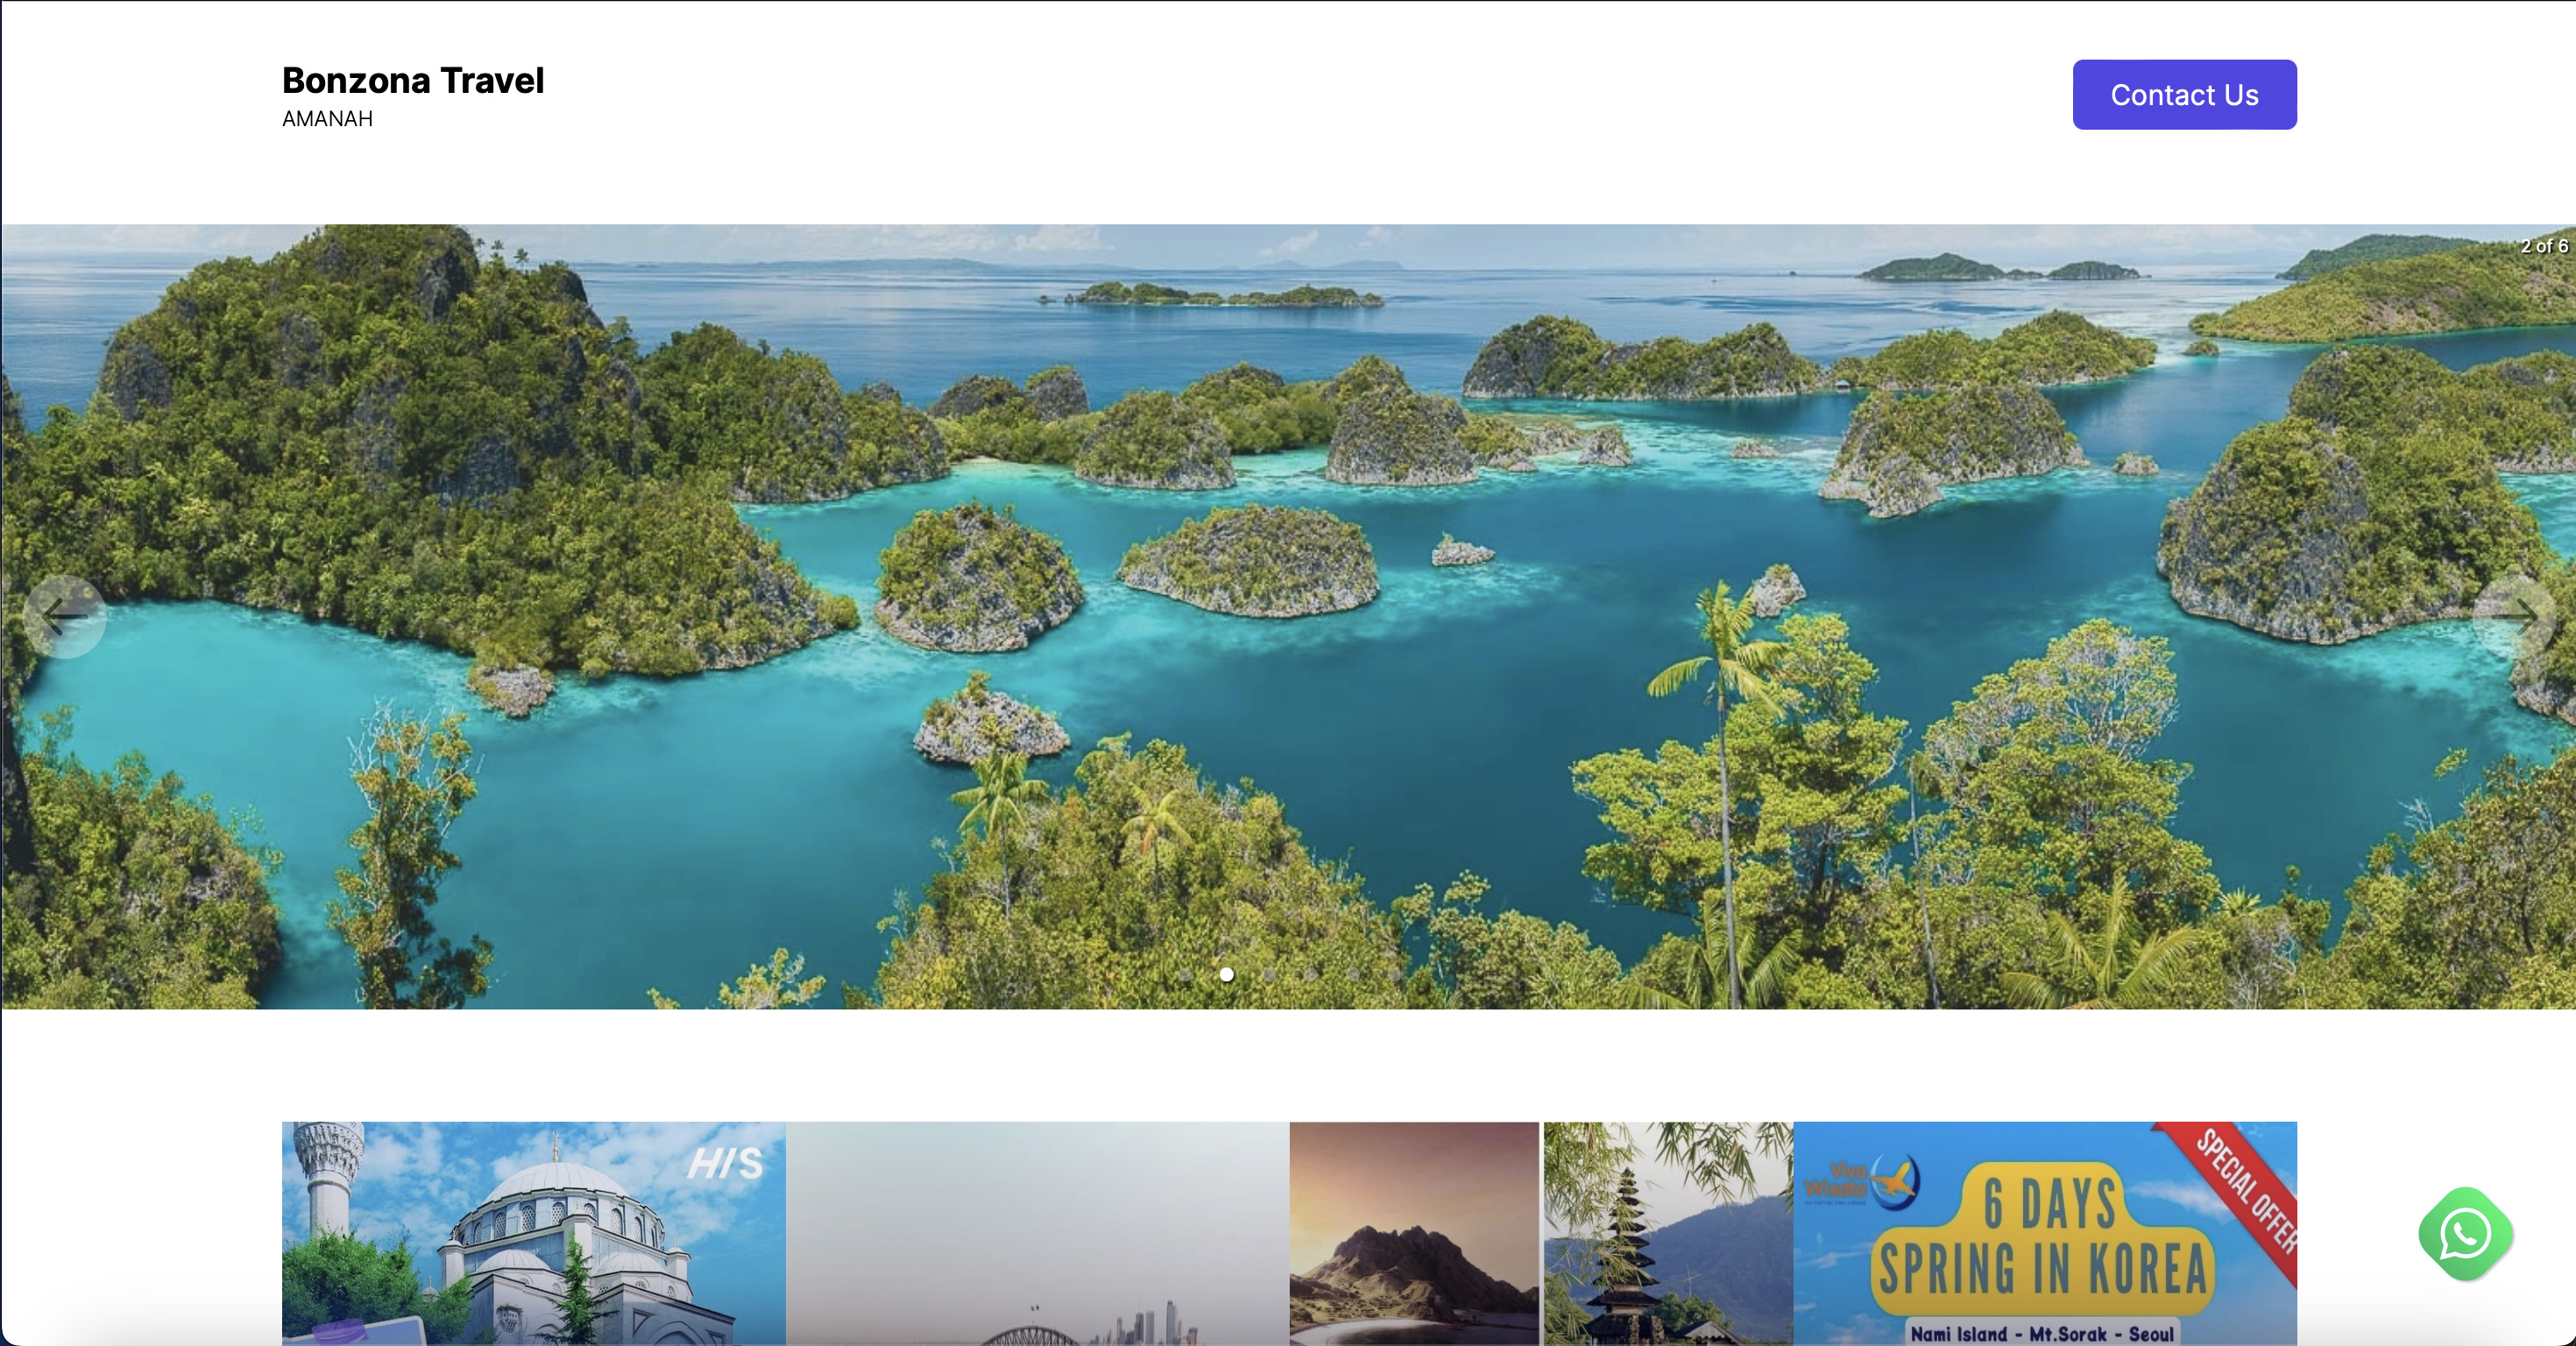 Bonzona Travel
AMANAH
Contact Us
2 of 6
HIS
Viva
Wisata
6 DAYS
SPRING IN KOREA
SPECIAL OFFER
Nami Island - Mt.Sorak - Seoul